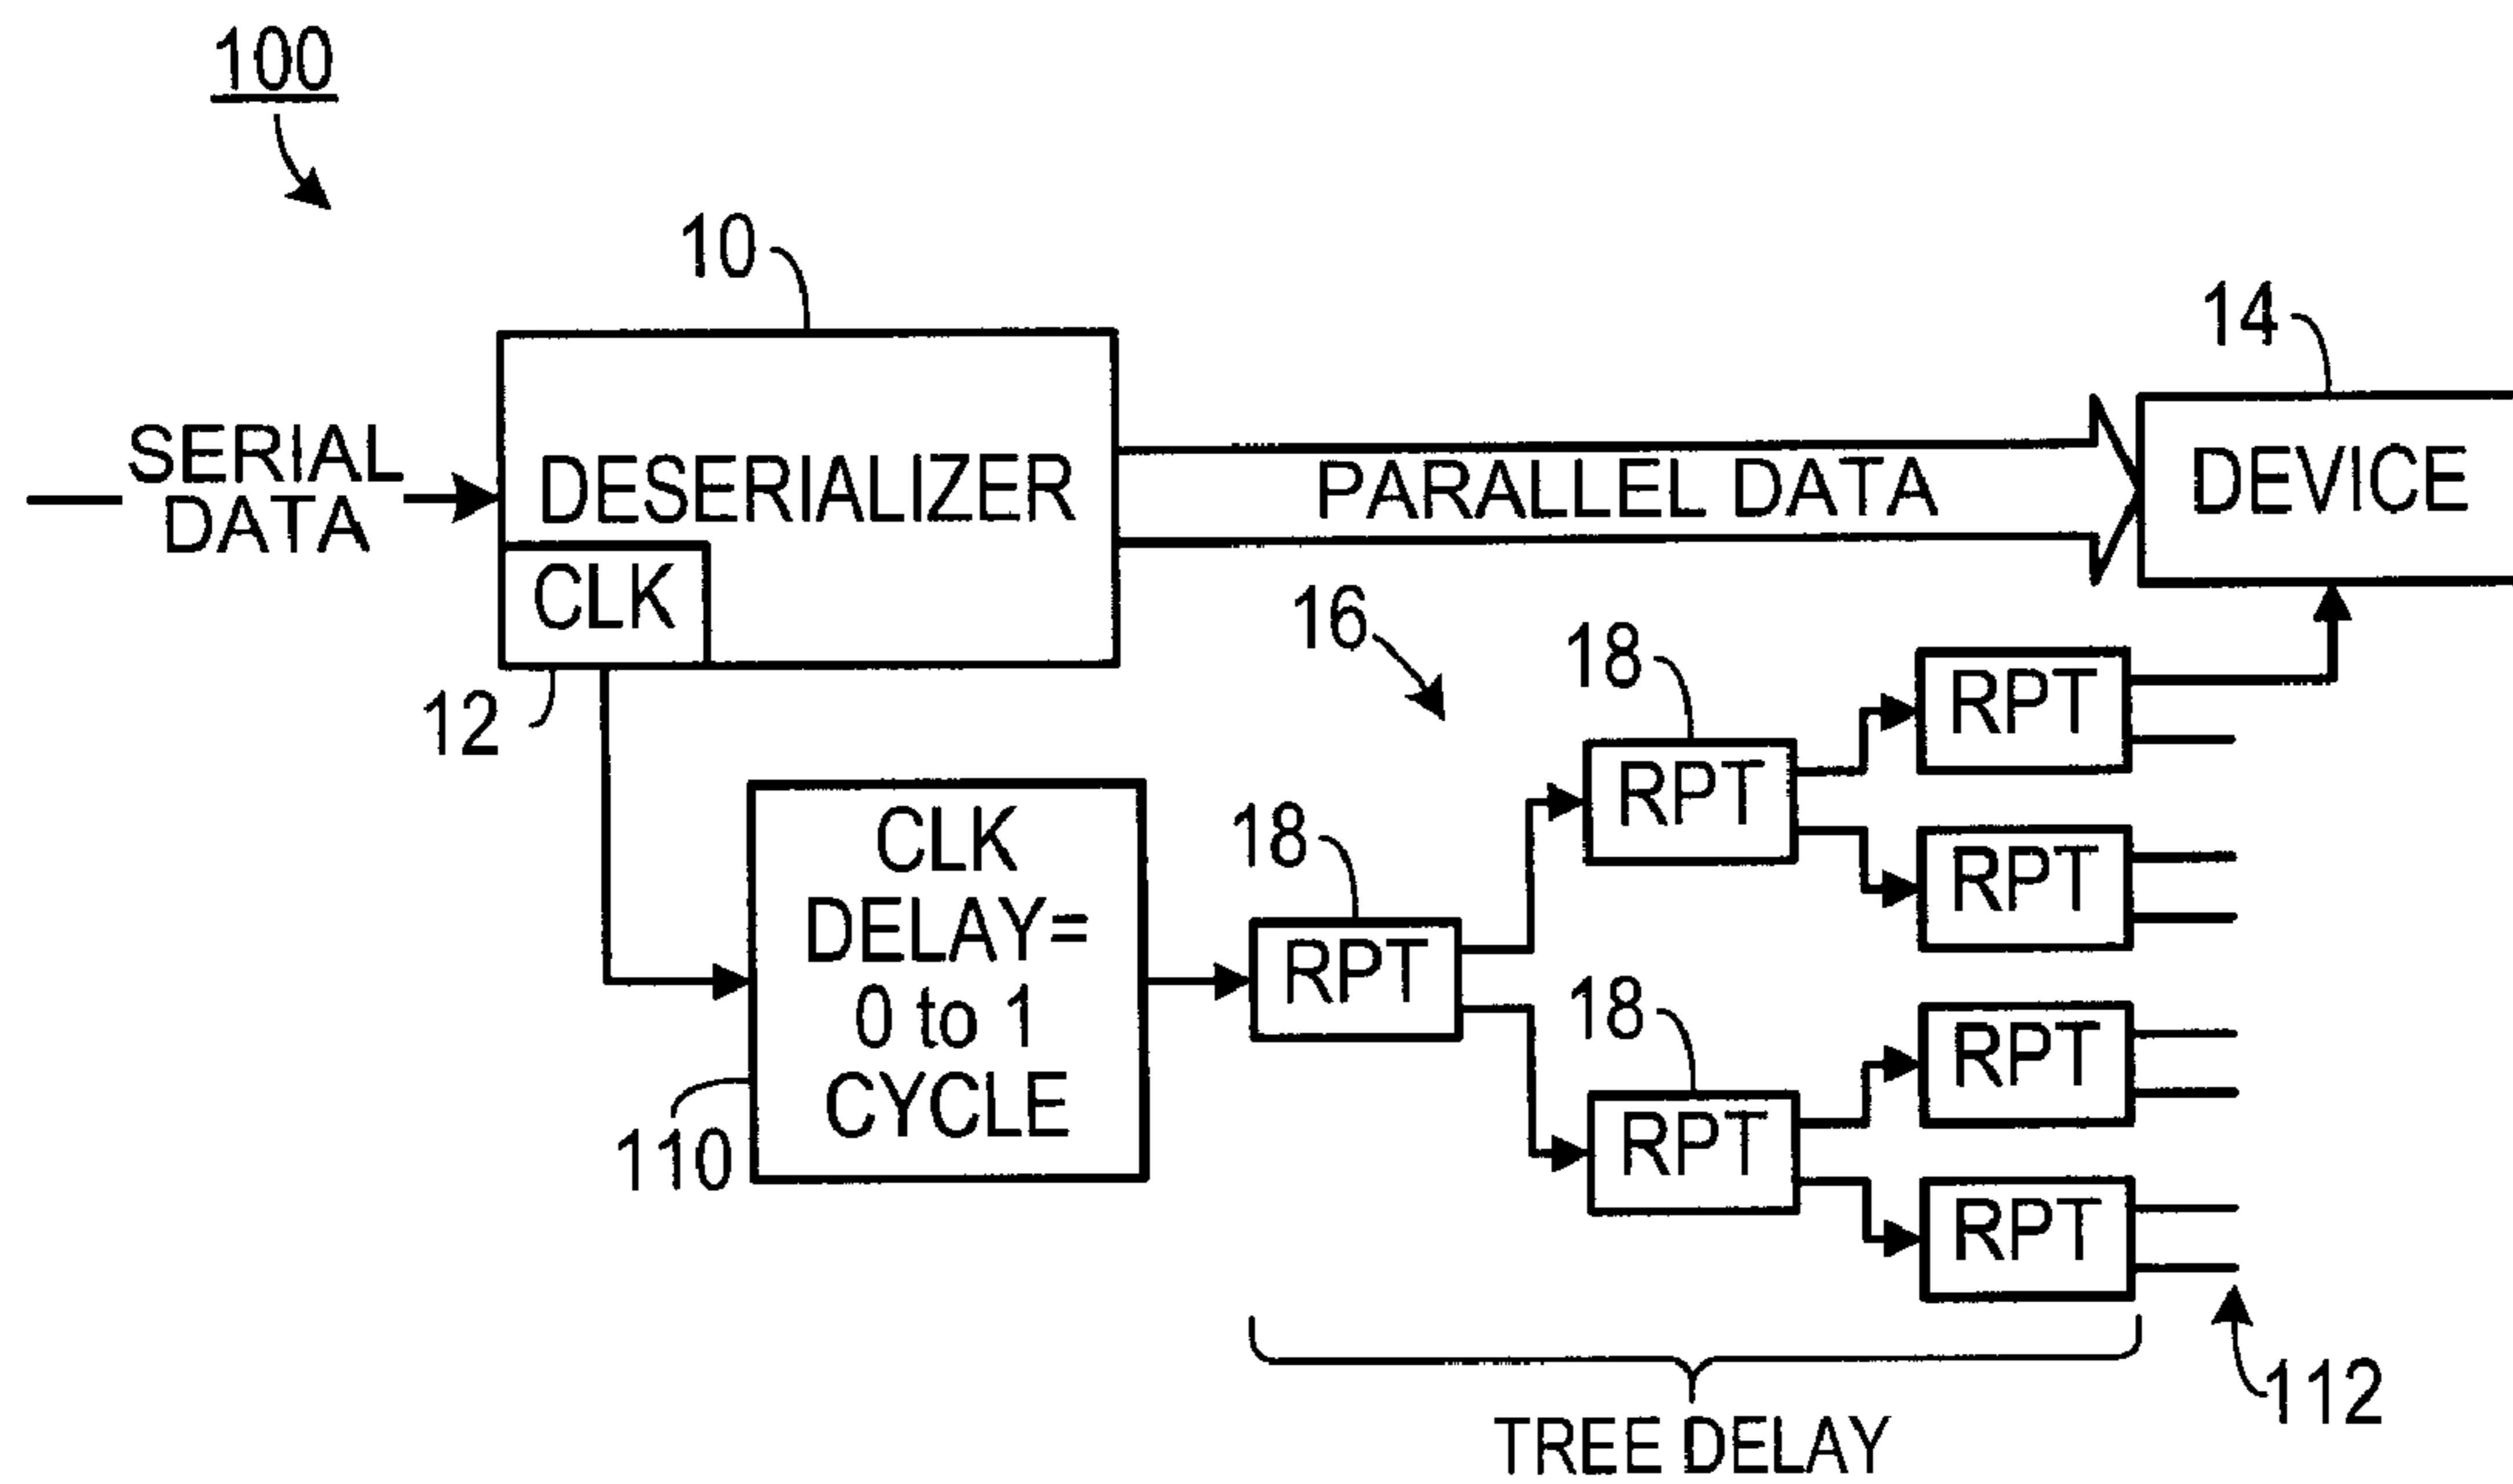 100
10
14
SERIAL
DATA
DESERIALIZER
PARALLEL DATA
DEVICE
CLK
12
16
18
RPT
RPT
18
RPT
RPT
CLK
DELAY=
0 to 1
CYCLE
110
18
RPT
RPT
RPT
RPT
112
TREE DELAY